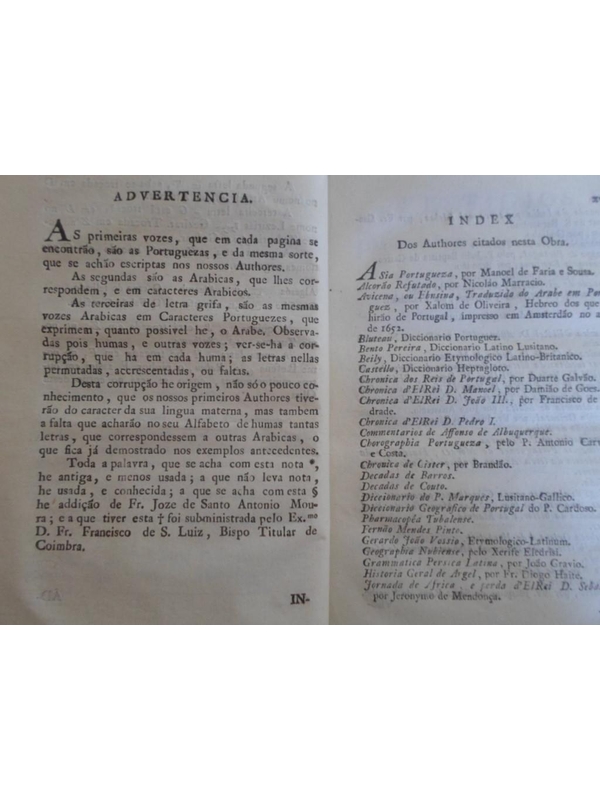 ADVERTENCIA.
AS primeiras vozes, que em cada pagina se
encontrão, são as Portuguezas, e da mesma sorte,
que se achão escriptas nos nossos Authores.
As segundas são as Arabicas, que lhes cor-
respondem, e em caracteres Arabicos.
As terceiras de letra grifa, são as mesmas
vozes Arabicas em Caracteres Portuguezes, que
exprimem; quanto possivel he, o Arabe. Observa-
das pois humas, e outras vozes; ver-se-ha a cor-
rupção, que ha em cada huma; as letras nellas
permutadas, accrescentadas, ou faltas.
Desta corrupção he origem, não só o pouco co-
nhecimento, que os nossos primeiros Authores tive-
rão do caracter da sua lingua materna, mas tambem
a falta que acharão no seu Alfabeto de humas tantas
letras, que correspondessem a outras Arabicas, o
que fica já demostrado nos exemplos antecedentes.
Toda a palavra, que se acha com esta nota *,
he antiga, e menos usada; a que não leva nota,
he usada, e conhecida; a que se acha com esta §
he addição de Fr. Joze de Santo Antonio Mou-
ra; e a que tiver esta † foi subministrada pelo Ex.mo
D. Fr. Francisco de S. Luiz, Bispo Titular de
Coimbra.
IN-
INDEX
Dos Authores citados nesta Obra.
ASia Portugueza, por Manoel de Faria e Sousa.
Alcorão Refutado, por Nicoláo Marracio.
Avicena, ou Ebnsina, Traduzido do Arabe em Por
guez, por Xalem de Oliveira, Hebreo dos que
hirão de Portugal, impresso em Amsterdão no a
de 1652.
Bluteau, Diccionario Portuguez.
Bento Pereira, Diccionario Latino Lusitano.
Beily, Diccionario Etymologico Latino-Britanico.
Castello, Diccionario Heptagloto.
Chronica dos Reis de Portugal, por Duarte Galvão.
Chronica d'ElRei D. Manoel, por Damião de Goes.
Chronica d'ElRei D. João III., por Francisco de
drade.
Chronica d'ElRei D. Pedro I.
Commentarios de Affonso de Albuquerque.
Chorographia Portugueza, pelo P. Antonio Carv
e Costa.
Chronica de Cister, por Brandão.
Decadas de Barros.
Decadas de Couto.
Diccionario do P. Marques, Lusitano-Gallico.
Diccionario Geografico de Portugal do P. Cardoso.
Pharmacopêa Tubalense.
Fernão Mendes Pinto.
Gerardo João Vossio, Etymologico-Latinum.
Geographia Nubiense, pelo Xerife Eledrisi.
Grammatica Persica Latina, por João Gravio.
Historia Geral de Argel, por Fr. Diogo Haite.
Jornada de Africa, e perda d'ElRei D. Seba
por Jeronymo de Mendonça.